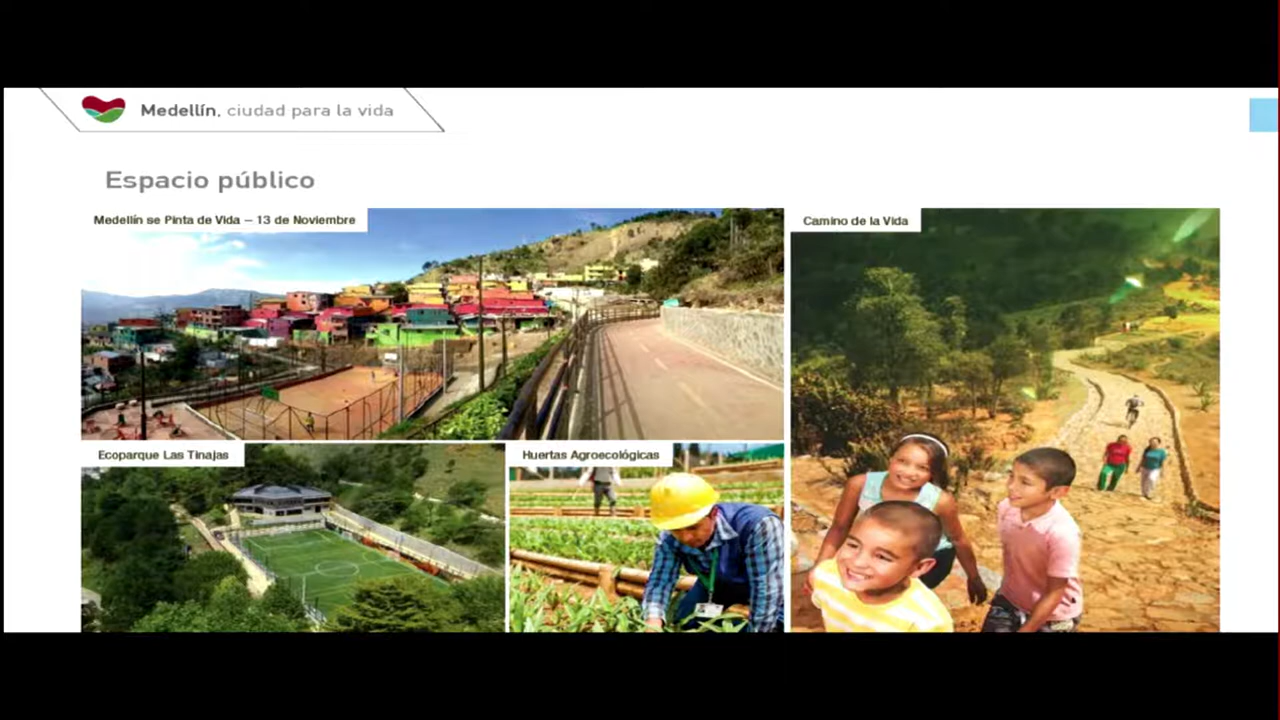 Medellín, ciudad para la vida
Espacio público
Medellín se Pinta de Vida – 13 de Noviembre
Camino de la Vida
Ecoparque Las Tinajas
Huertas Agroecológicas